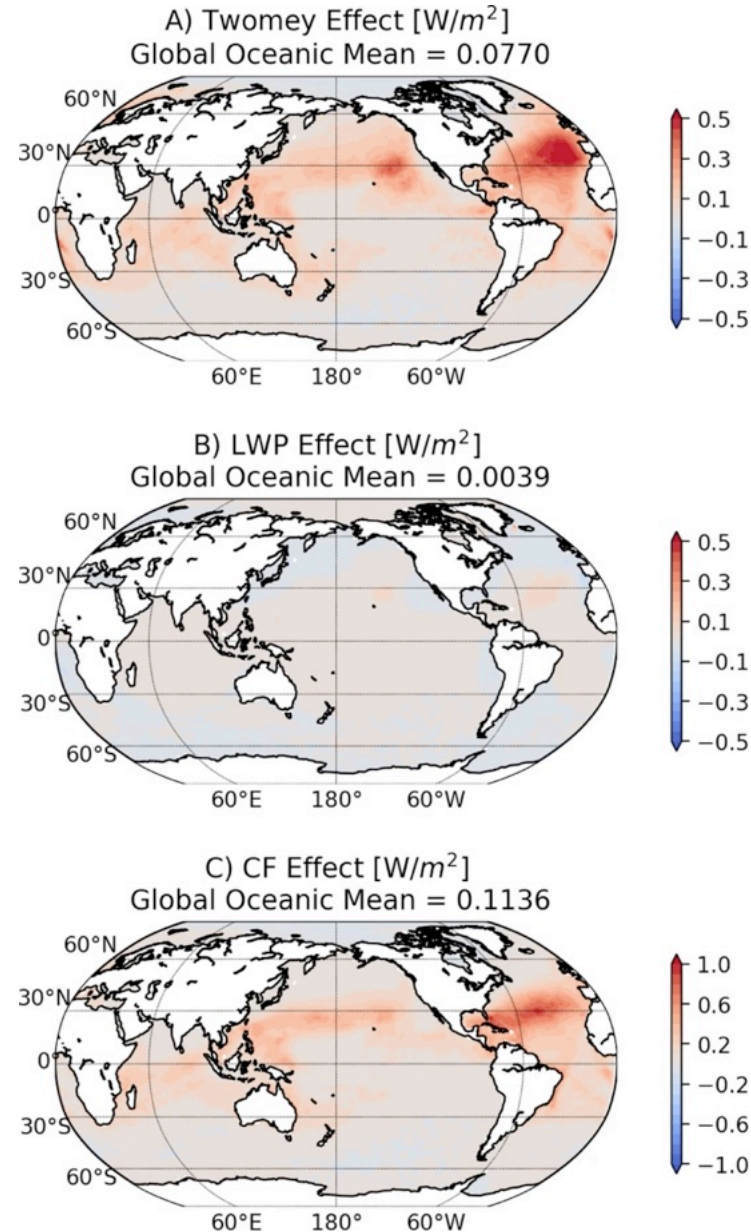 A) Twomey Effect [W/m²]
Global Oceanic Mean = 0.0770
60°N
30°N
0°
30°S
60°S
60°E 180° 60°W
0.5
0.3
0.1
−0.1
−0.3
−0.5
B) LWP Effect [W/m²]
Global Oceanic Mean = 0.0039
60°N
30°N
0°
30°S
60°S
60°E 180° 60°W
0.5
0.3
0.1
−0.1
−0.3
−0.5
C) CF Effect [W/m²]
Global Oceanic Mean = 0.1136
60°N
30°N
0°
30°S
60°S
60°E 180° 60°W
1.0
0.6
0.2
−0.2
−0.6
−1.0